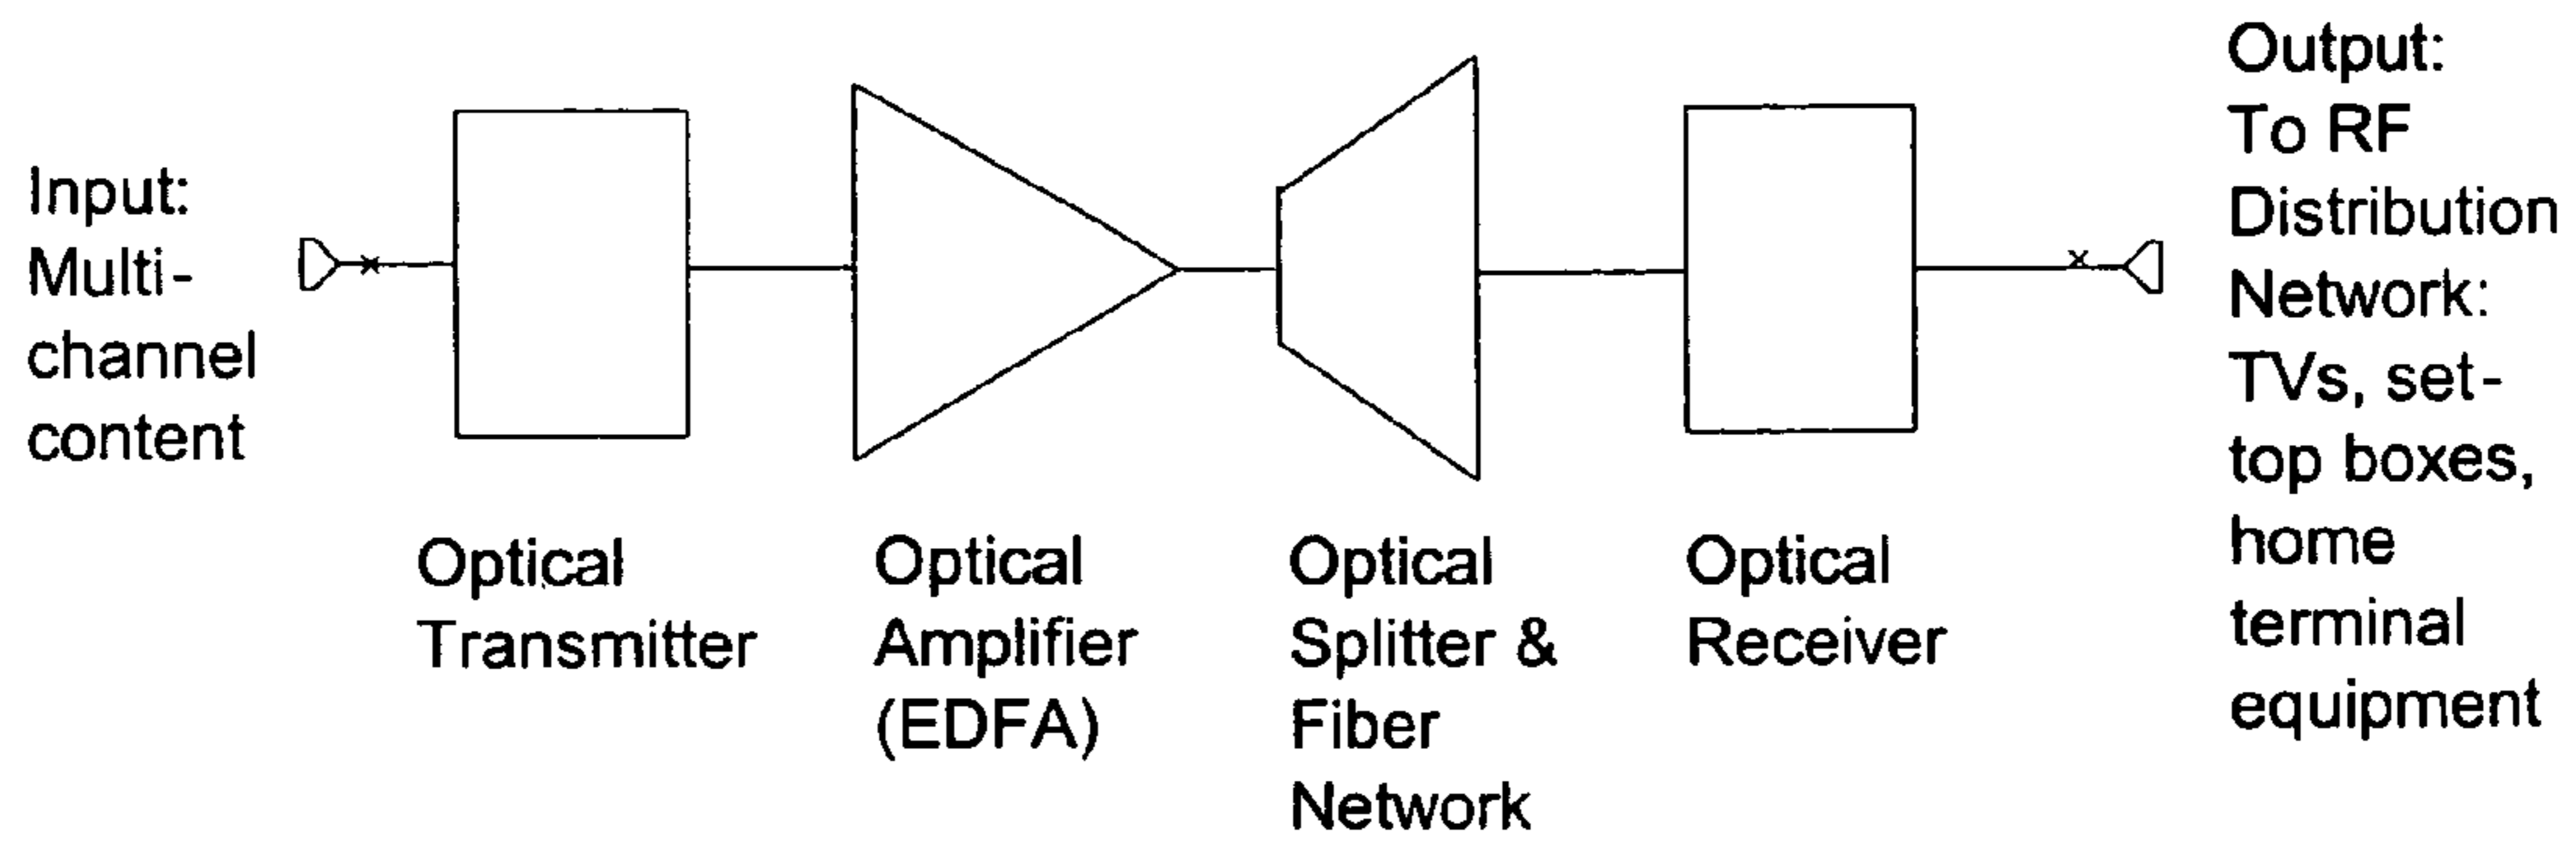 Input:
Multi-
channel
content
Optical
Transmitter
Optical
Amplifier
(EDFA)
Optical
Splitter &
Fiber
Network
Optical
Receiver
Output:
To RF
Distribution
Network:
TVs, set-
top boxes,
home
terminal
equipment